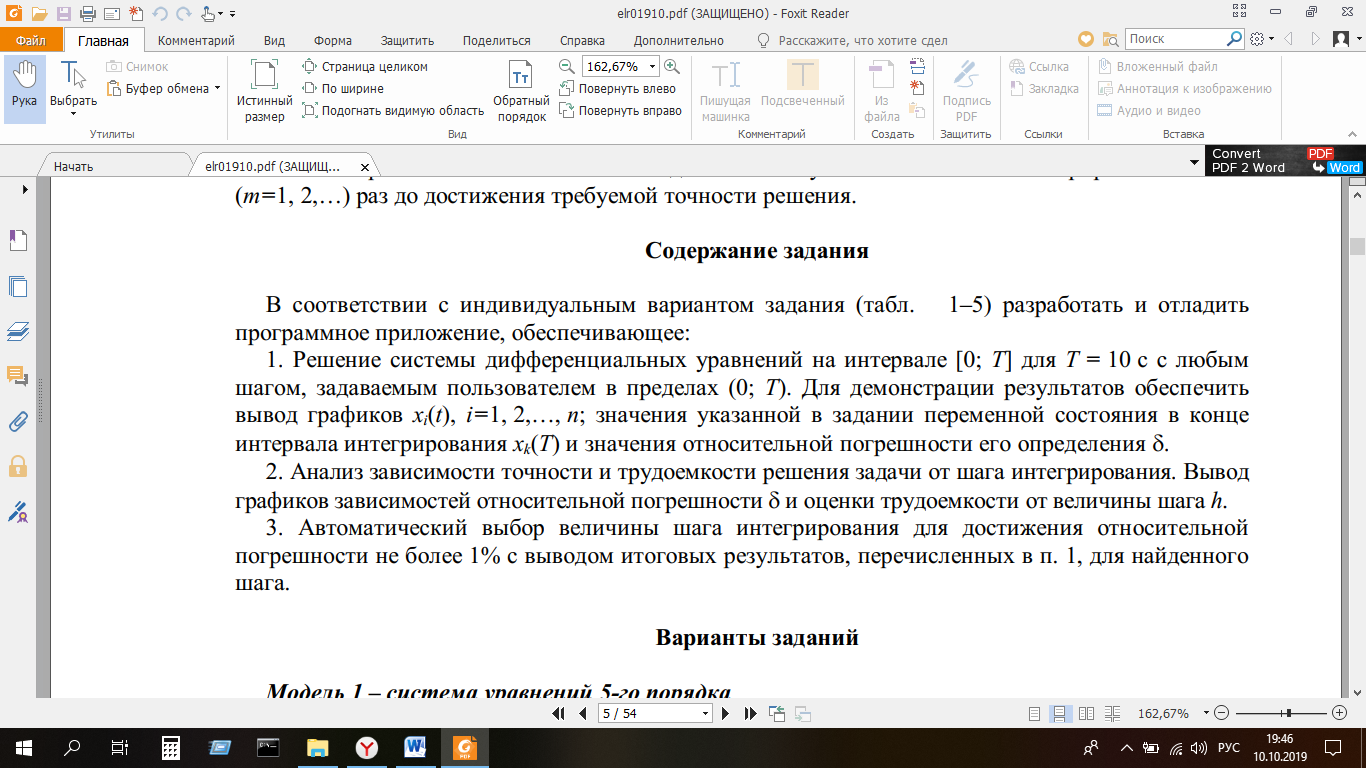 elr01910.pdf (ЗАЩИЩЕНО) - Foxit Reader
Файл Главная Комментарий Вид Форма Защитить Поделиться Справка Дополнительно Расскажите, что хотите сдел Поиск
Рука
Выбрать
Снимок
Буфер обмена
Утилиты
Истинный размер
Страница целиком
По ширине
Подогнать видимую область
Обратный порядок
162,67%
Повернуть влево
Повернуть вправо
Вид
Пишущая машинка
Подсвеченный
Комментарий
Из файла
Создать
Подпись PDF
Защитить
Ссылка
Закладка
Ссылки
Вложенный файл
Аннотация к изображению
Аудио и видео
Вставка
Начать
elr01910.pdf (ЗАЩИЩ...
Convert PDF
PDF 2 Word Word
(m=1, 2,…) раз до достижения требуемой точности решения.
Содержание задания
В соответствии с индивидуальным вариантом задания (табл. 1–5) разработать и отладить
программное приложение, обеспечивающее:
1. Решение системы дифференциальных уравнений на интервале [0; T] для T = 10 с с любым
шагом, задаваемым пользователем в пределах (0; T). Для демонстрации результатов обеспечить
вывод графиков xi(t), i=1, 2,…, n; значения указанной в задании переменной состояния в конце
интервала интегрирования xk(T) и значения относительной погрешности его определения δ.
2. Анализ зависимости точности и трудоемкости решения задачи от шага интегрирования. Вывод
графиков зависимостей относительной погрешности δ и оценки трудоемкости от величины шага h.
3. Автоматический выбор величины шага интегрирования для достижения относительной
погрешности не более 1% с выводом итоговых результатов, перечисленных в п. 1, для найденного
шага.
Варианты заданий
Модель 1 – система уравнений 5-го порядка
5 / 54
162,67%
РУС
19:46
10.10.2019